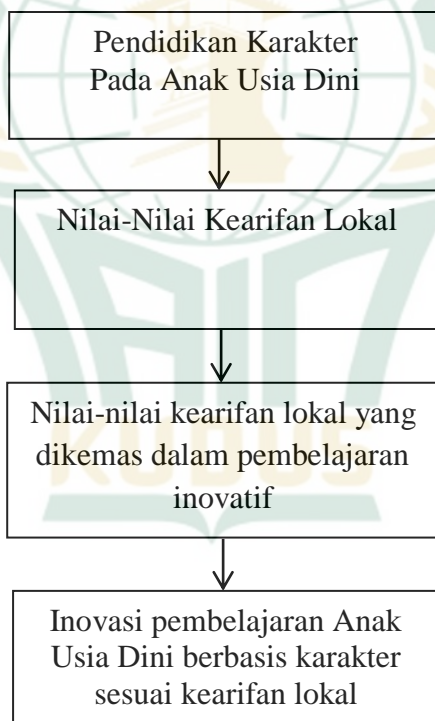 Pendidikan Karakter
Pada Anak Usia Dini
Nilai-Nilai Kearifan Lokal
Nilai-nilai kearifan lokal yang
dikemas dalam pembelajaran
inovatif
KUDUS
Inovasi pembelajaran Anak
Usia Dini berbasis karakter
sesuai kearifan lokal